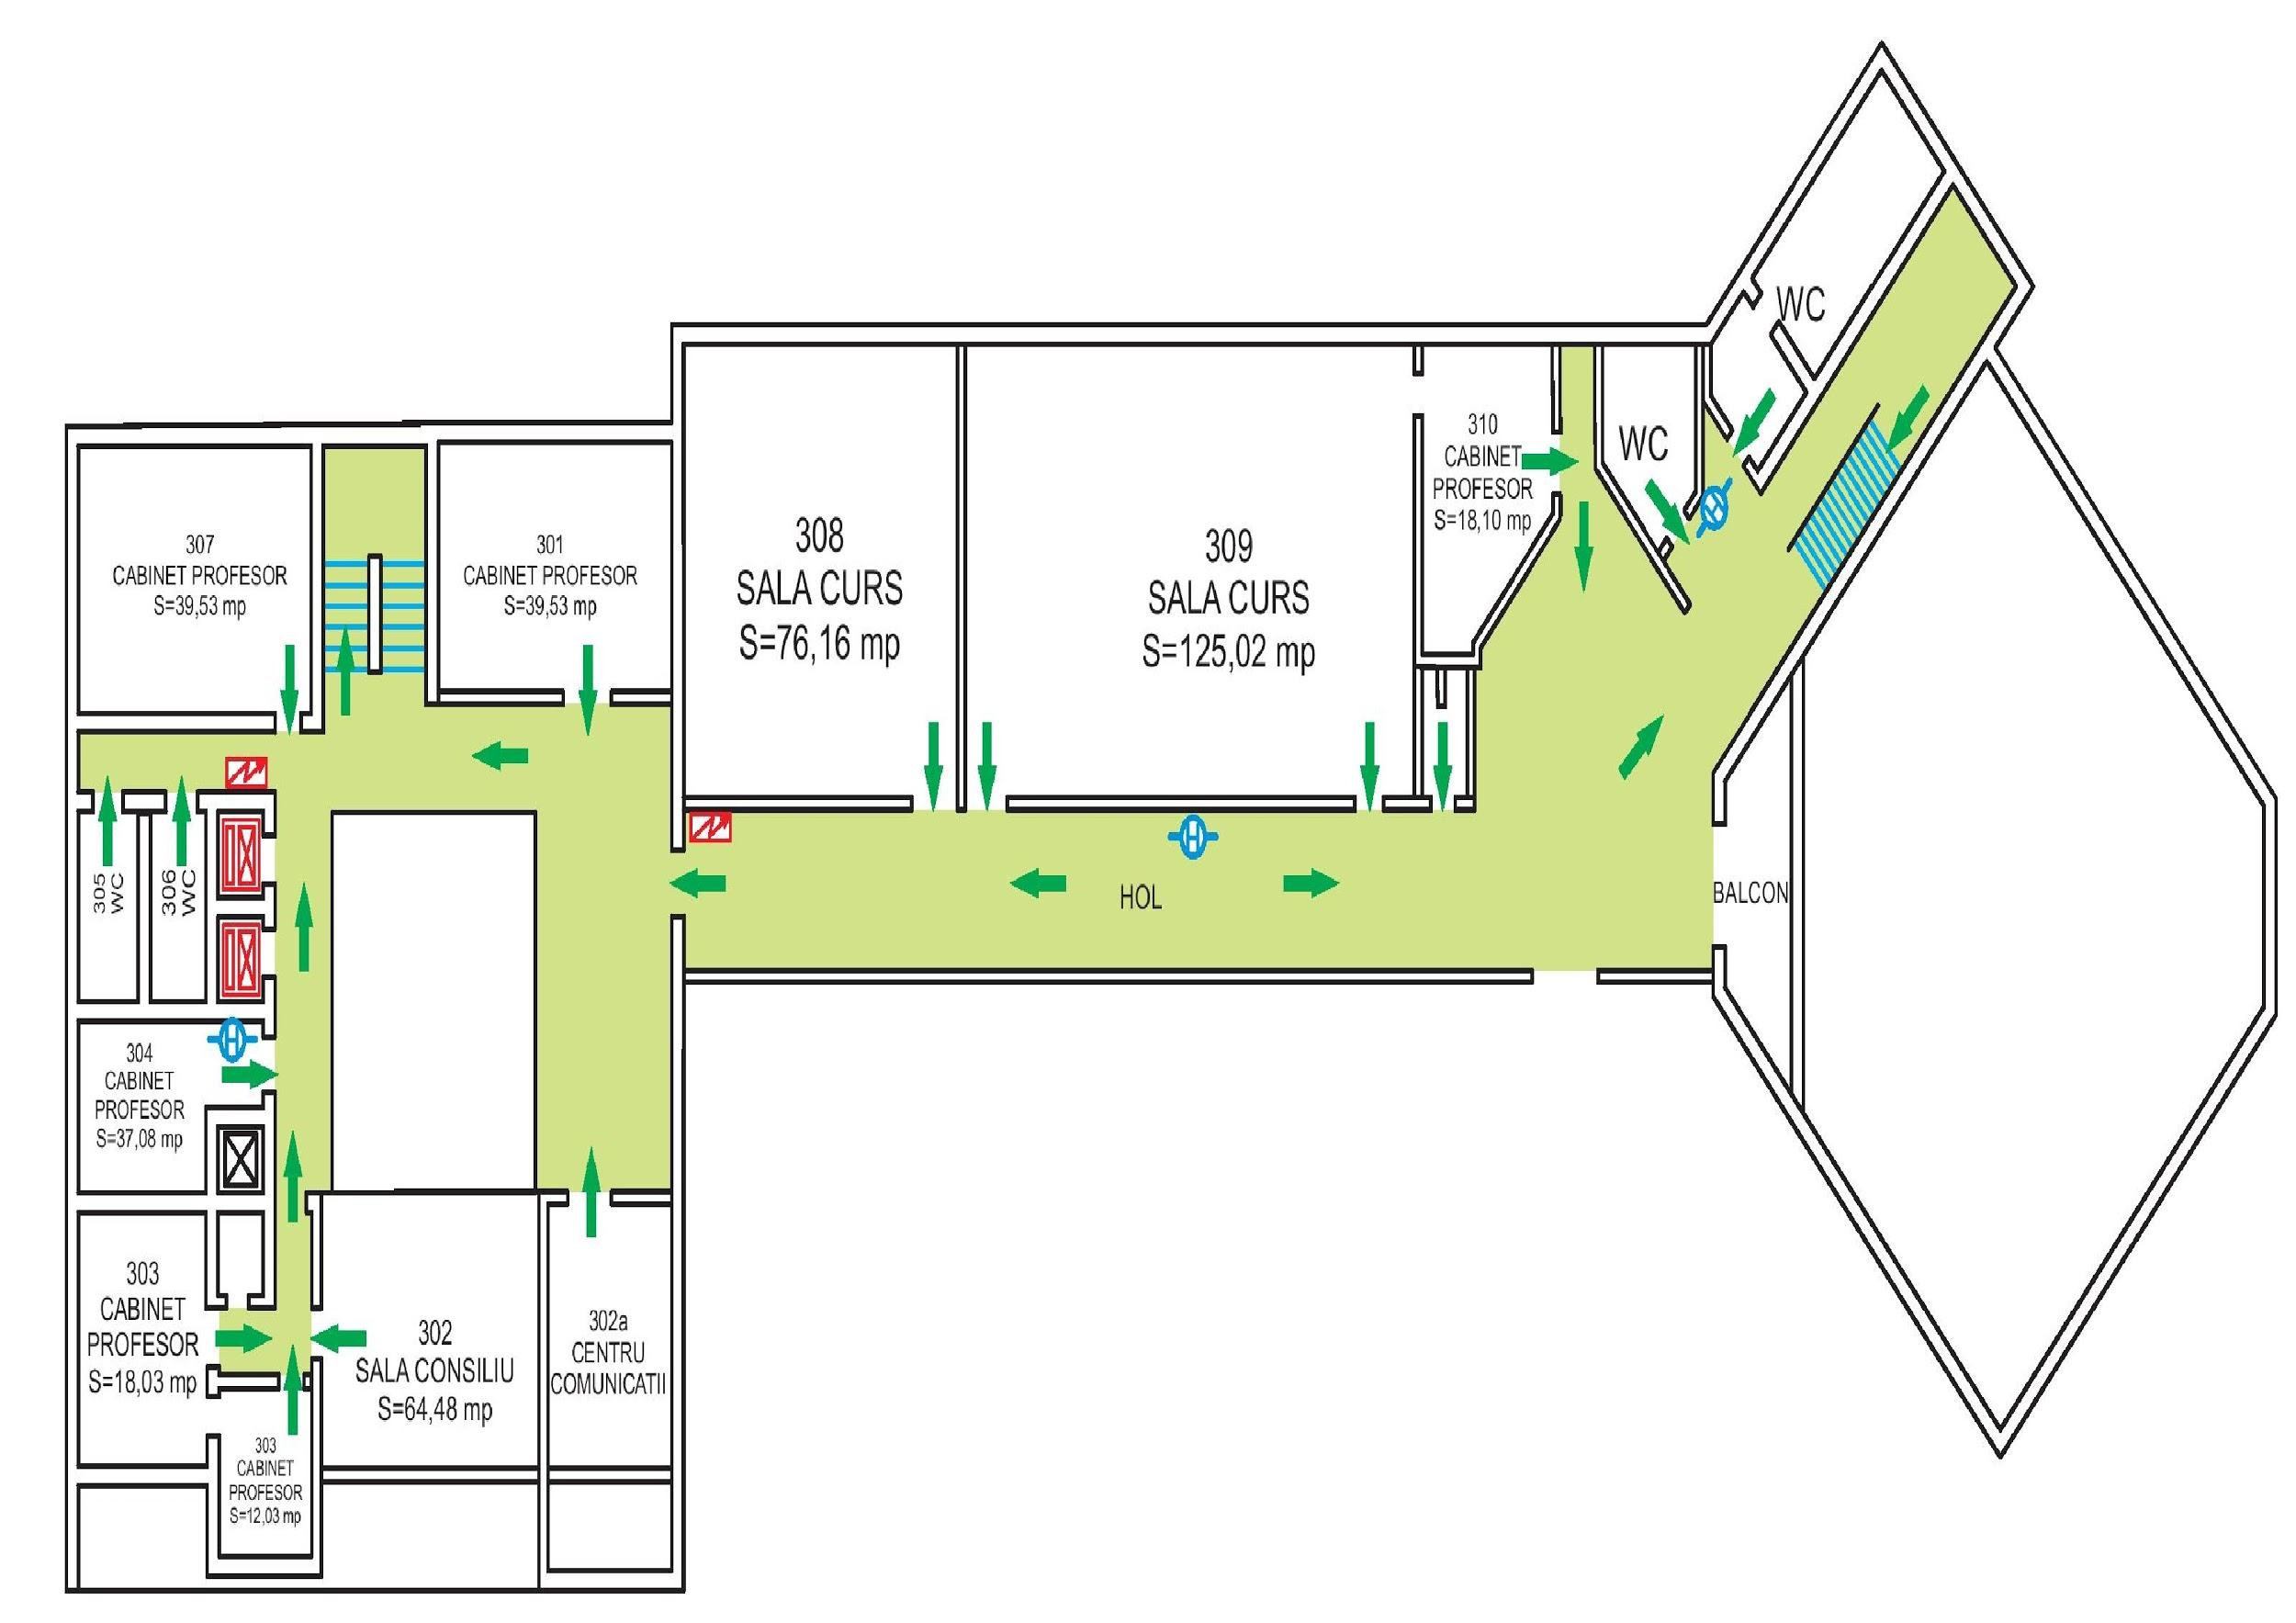 WC
310
CABINET
PROFESOR
S=18,10 mp
WC
307
CABINET PROFESOR
S=39,53 mp
301
CABINET PROFESOR
S=39,53 mp
308
SALA CURS
S=76,16 mp
309
SALA CURS
S=125,02 mp
305
WC
306
WC
HOL
BALCON
304
CABINET
PROFESOR
S=37,08 mp
303
CABINET
PROFESOR
S=18,03 mp
302
SALA CONSILIU
S=64,48 mp
302a
CENTRU
COMUNICATII
303
CABINET
PROFESOR
S=12,03 mp
H
H
H